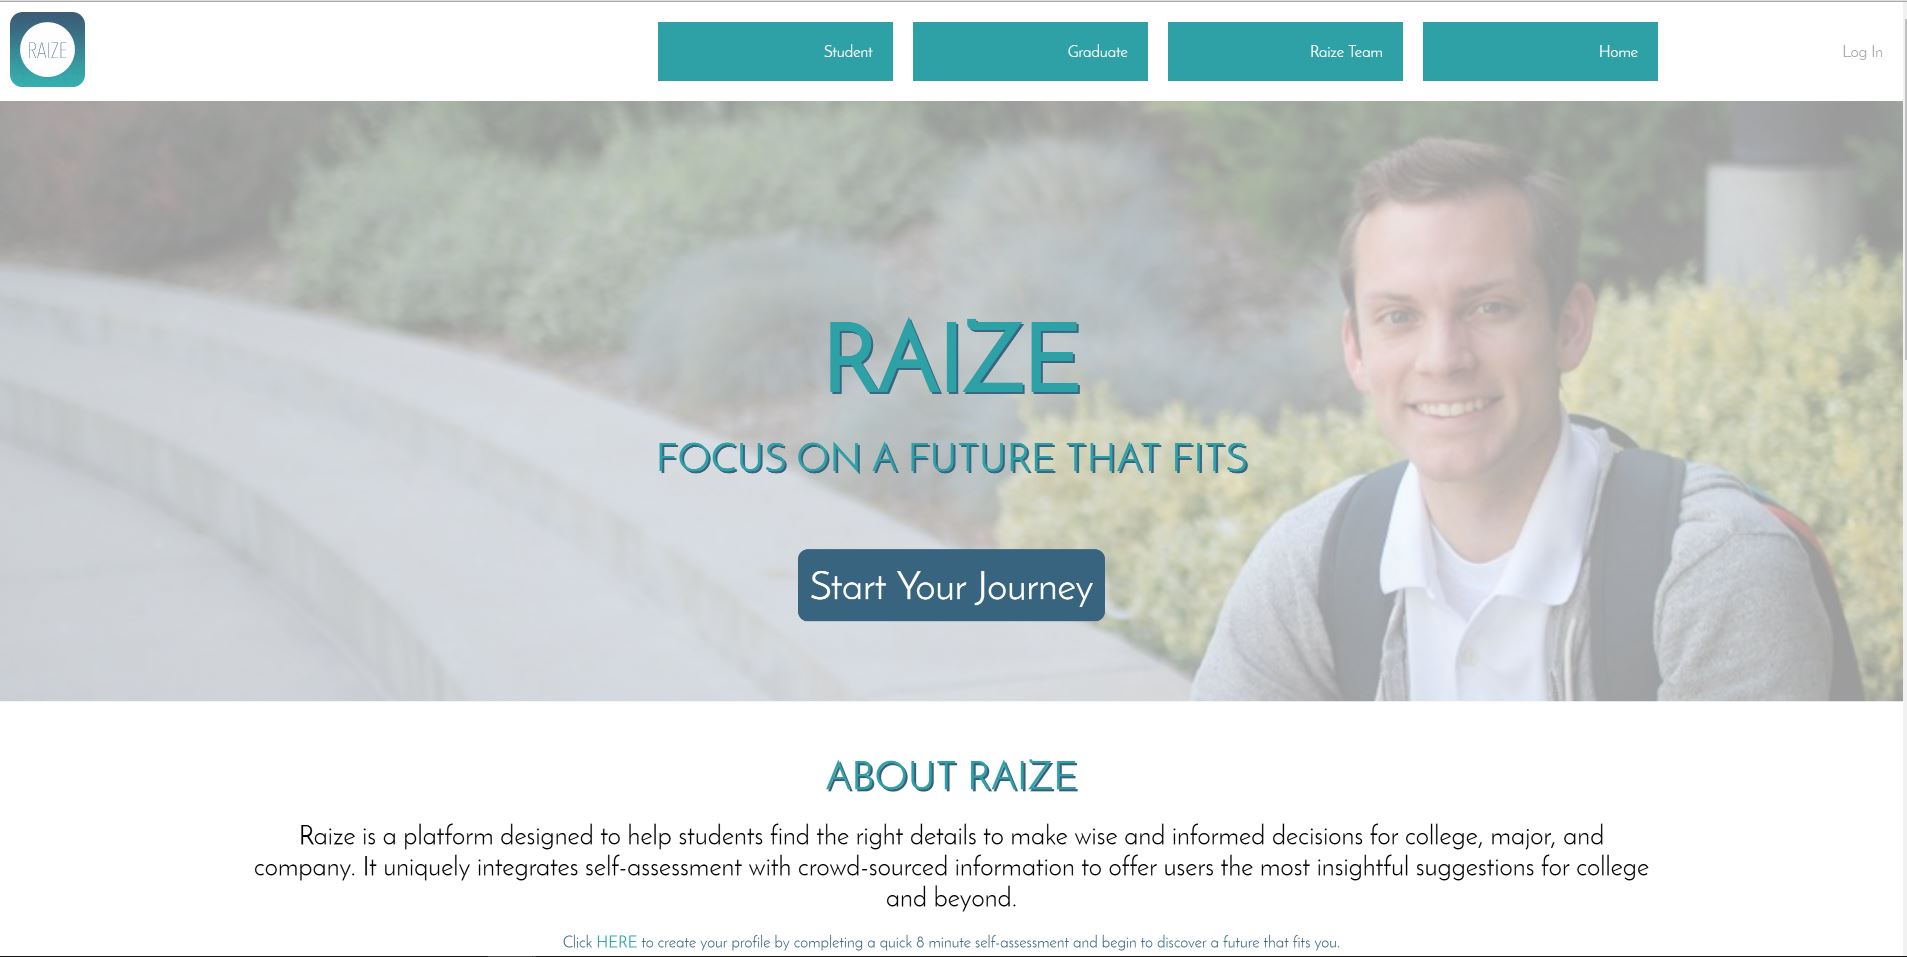 RAIZE
Student
Graduate
Raize Team
Home
Log In
RAIZE
FOCUS ON A FUTURE THAT FITS
Start Your Journey
ABOUT RAIZE
Raize is a platform designed to help students find the right details to make wise and informed decisions for college, major, and
company. It uniquely integrates self-assessment with crowd-sourced information to offer users the most insightful suggestions for college
and beyond.
Click HERE to create your profile by completing a quick 8 minute self-assessment and begin to discover a future that fits you.